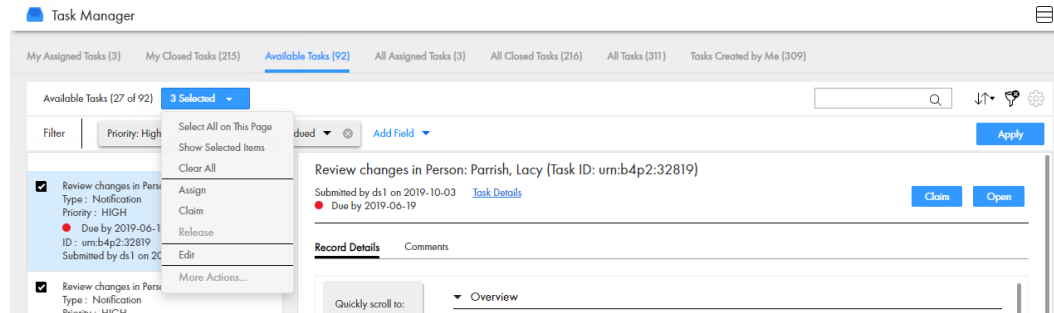 Task Manager
My Assigned Tasks (3) My Closed Tasks (215) Available Tasks (92) All Assigned Tasks (3) All Closed Tasks (216) All Tasks (311) Tasks Created by Me (309)
Available Tasks (27 of 92) 3 Selected
Filter Priority: High dued Add Field Apply
Select All on This Page
Show Selected Items
Clear All
Assign
Claim
Release
Edit
More Actions...
Review changes in Perso
Type : Notification
Priority : HIGH
Due by 2019-06-1
ID : urn:b4p2:32819
Submitted by ds1 on 20
Review changes in Perso
Type : Notification
Priority : HIGH
Review changes in Person: Parrish, Lacy (Task ID: urn:b4p2:32819)
Submitted by ds1 on 2019-10-03 Task Details
Due by 2019-06-19
Claim Open
Record Details Comments
Quickly scroll to:
Overview